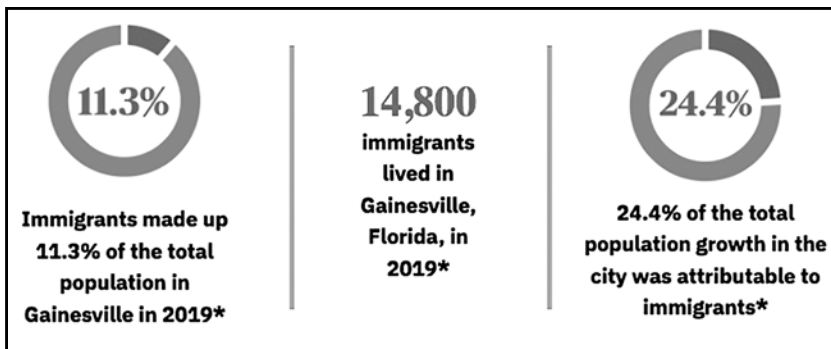 11.3%
Immigrants made up
11.3% of the total
population in
Gainesville in 2019*
14,800
immigrants
lived in
Gainesville,
Florida, in
2019*
24.4%
24.4% of the total
population growth in the
city was attributable to
immigrants*